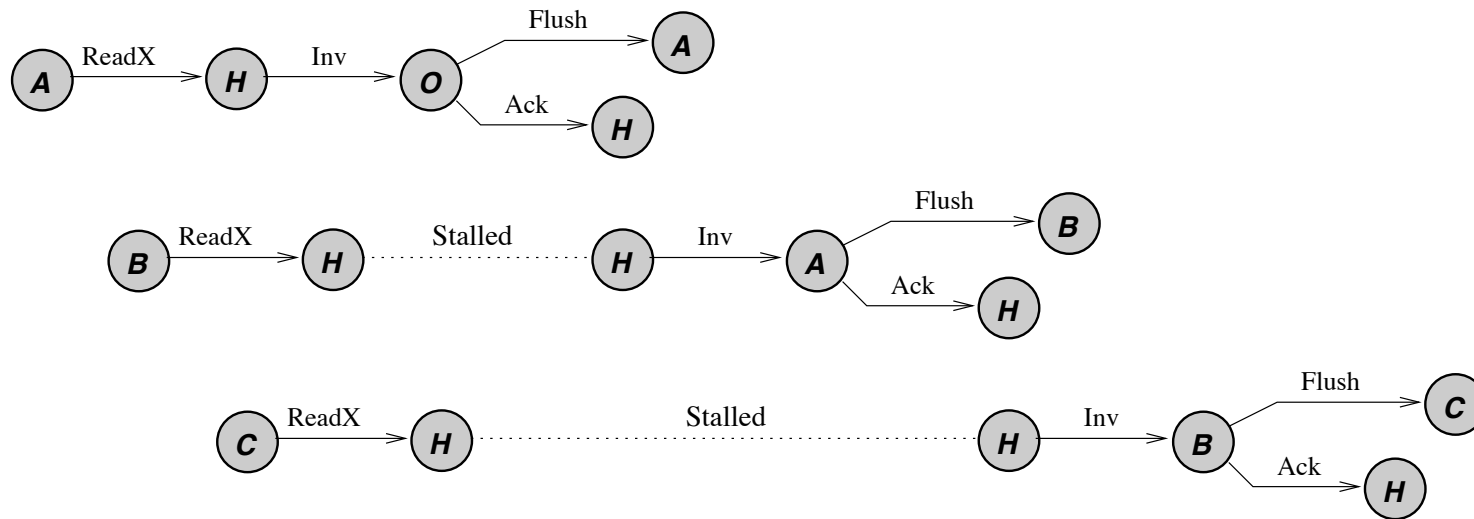 Flush
A
ReadX Inv
A H O
Ack
H
Flush
ReadX Stalled Inv B
B H H A
Ack
H
Flush
ReadX Stalled Inv C
C H H B
Ack
H